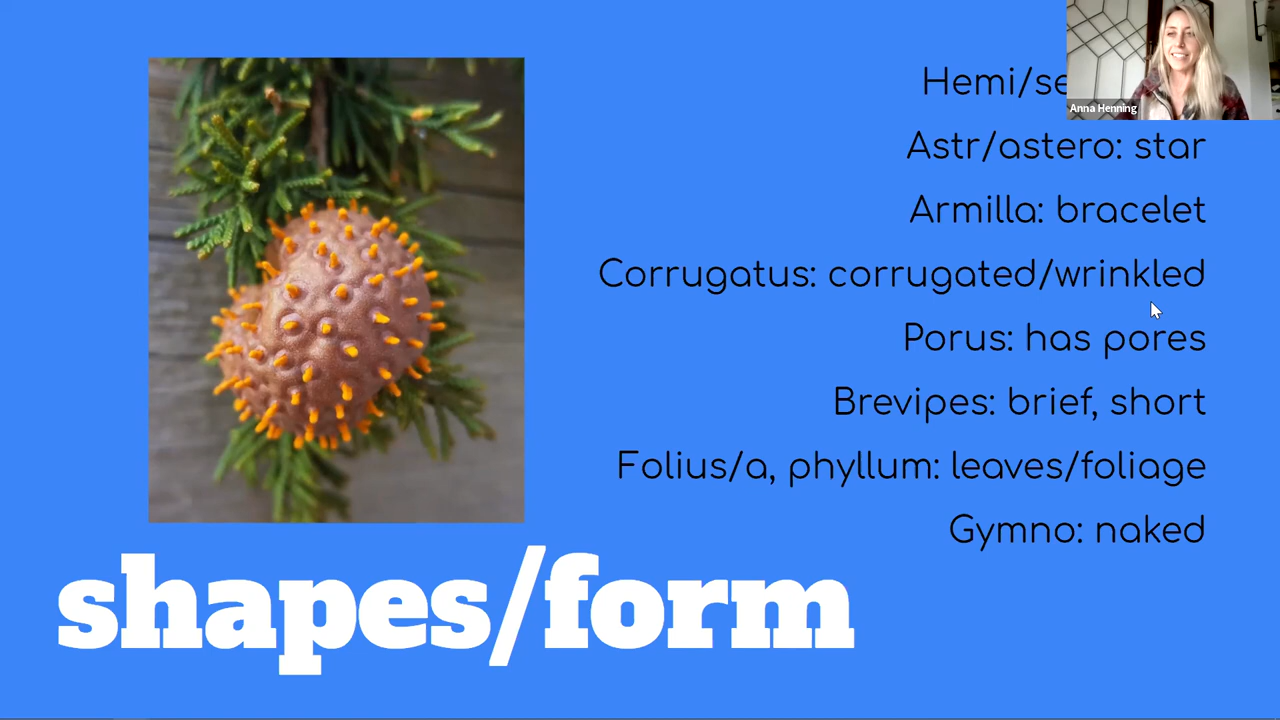 Hemi/se
Anna Henning
Astr/astero: star
Armilla: bracelet
Corrugatus: corrugated/wrinkled
Porus: has pores
Brevipes: brief, short
Folius/a, phyllum: leaves/foliage
Gymno: naked
shapes/form